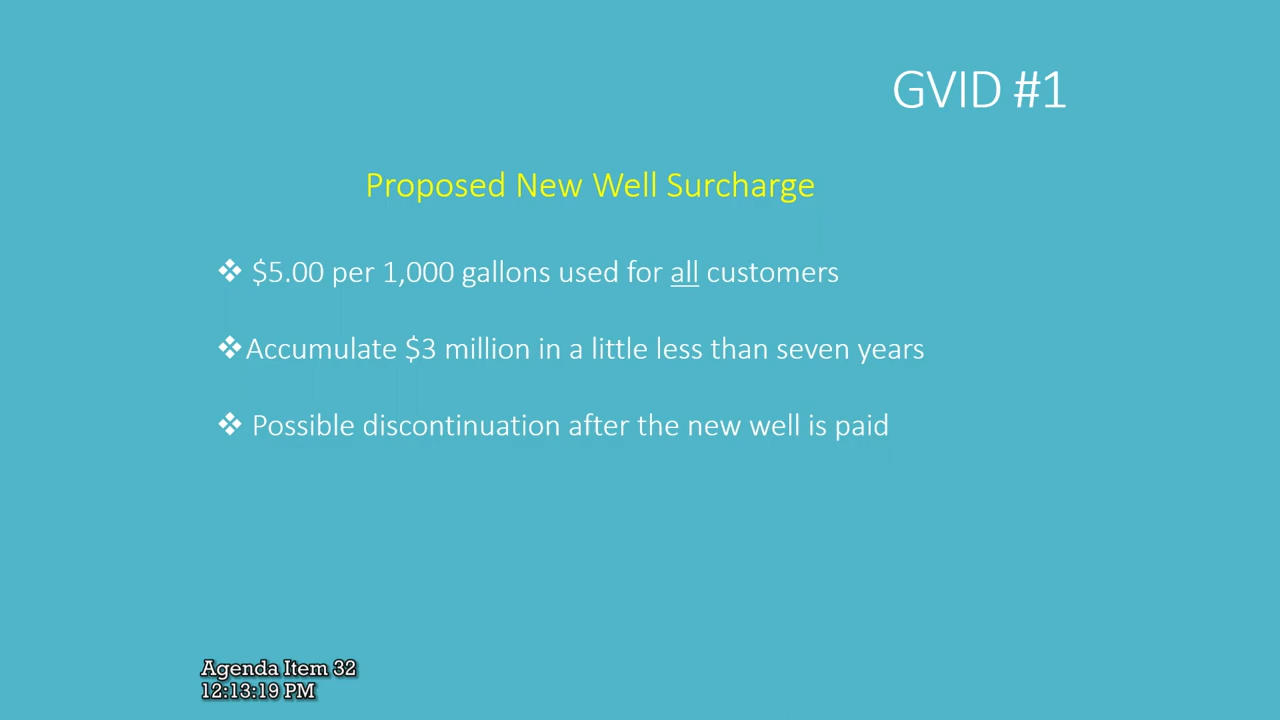 GVID #1
Proposed New Well Surcharge
❖ $5.00 per 1,000 gallons used for all customers
❖Accumulate $3 million in a little less than seven years
❖ Possible discontinuation after the new well is paid
Agenda Item 32
12:13:19 PM